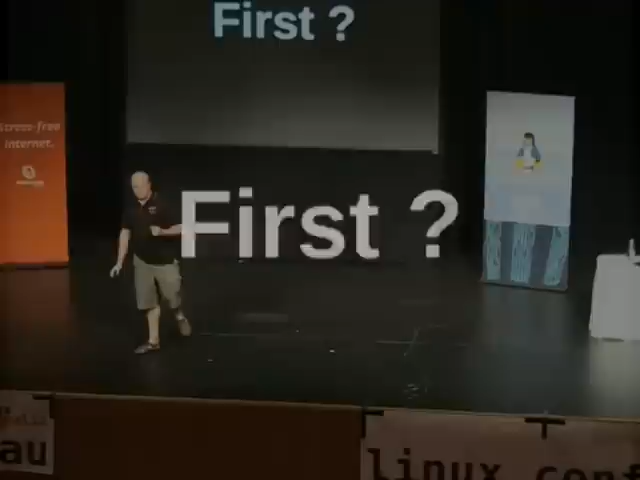 First ?
Stress-free
internet.
First ?
au
linux conf